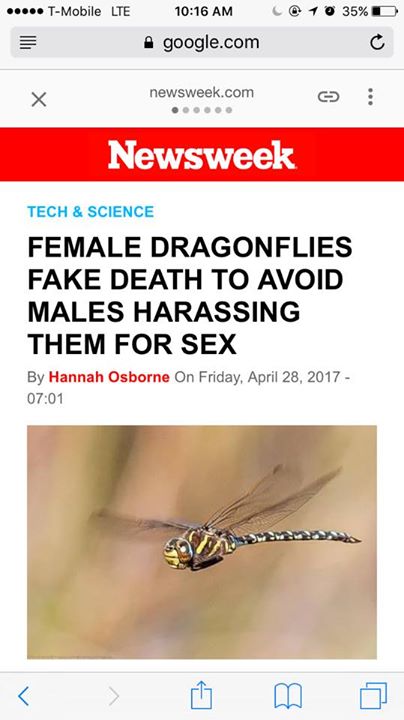 T-Mobile LTE 10:16 AM 35%
google.com
newsweek.com
Newsweek
TECH & SCIENCE
FEMALE DRAGONFLIES
FAKE DEATH TO AVOID
MALES HARASSING
THEM FOR SEX
By Hannah Osborne On Friday, April 28, 2017 -
07:01